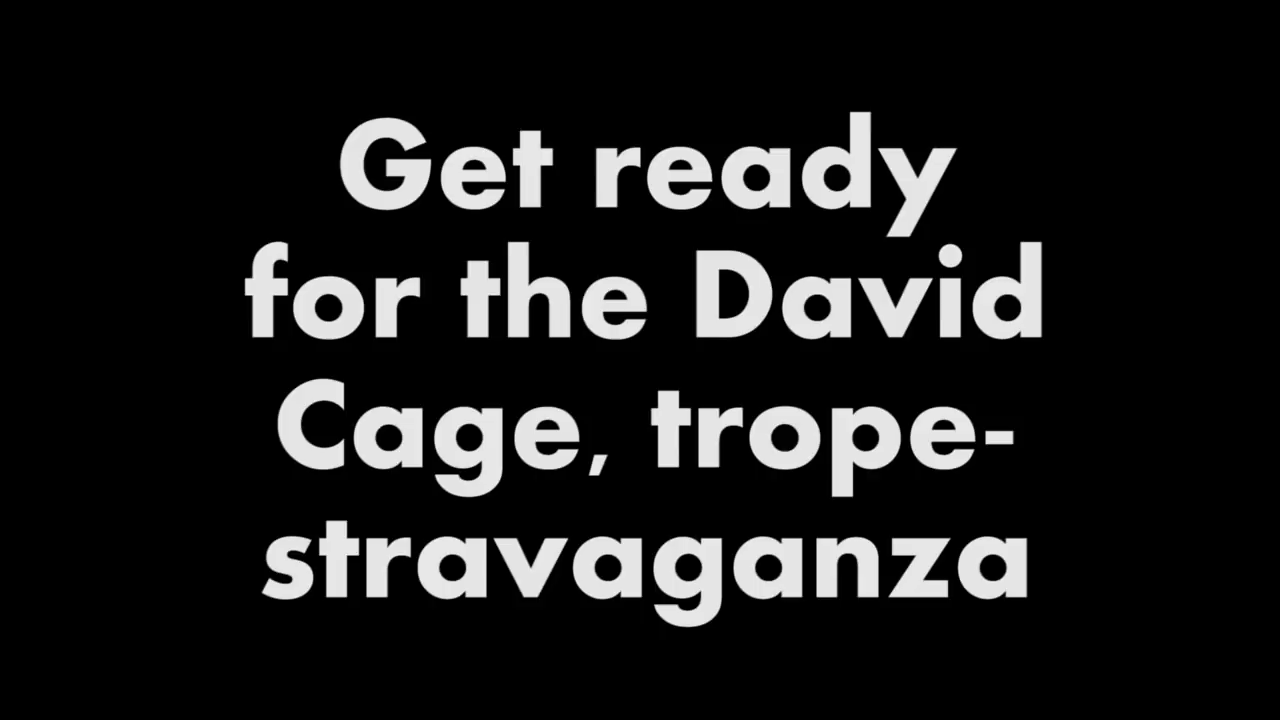 Get ready
for the David
Cage, trope-
stravaganza